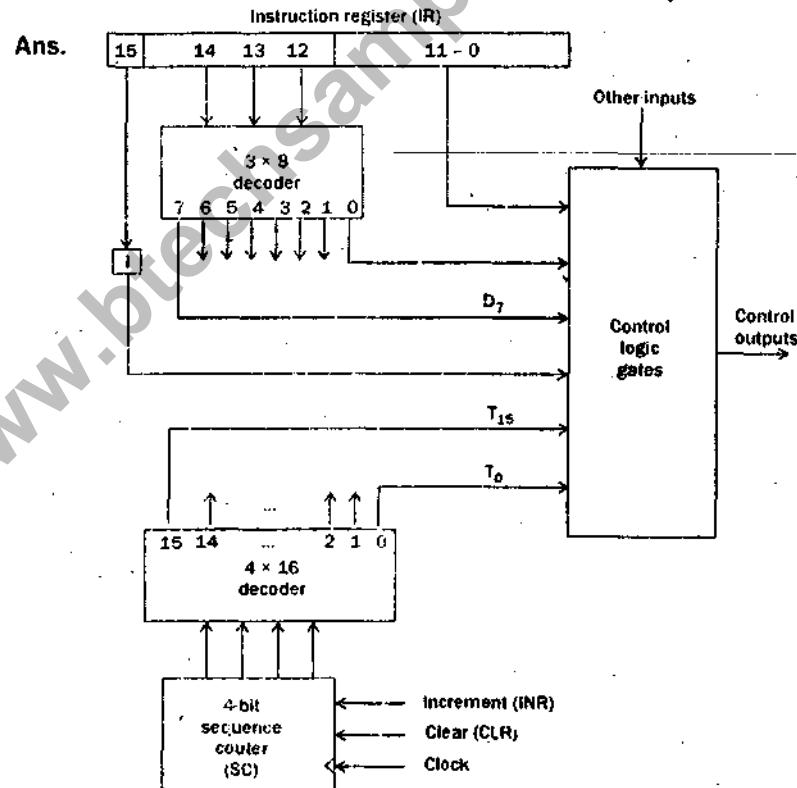 Instruction register (IR)
Ans.
15 14 13 12 11 - 0
Other inputs
3 × 8
decoder
7 6 5 4 3 2 1 0
i
D7
Control
logic
gates
Control
outputs
T15
T0
...
15 14 ... 2 1 0
4 × 16
decoder
4-bit
sequence
couter
(SC)
Increment (INR)
Clear (CLR)
Clock
www.btechsamp